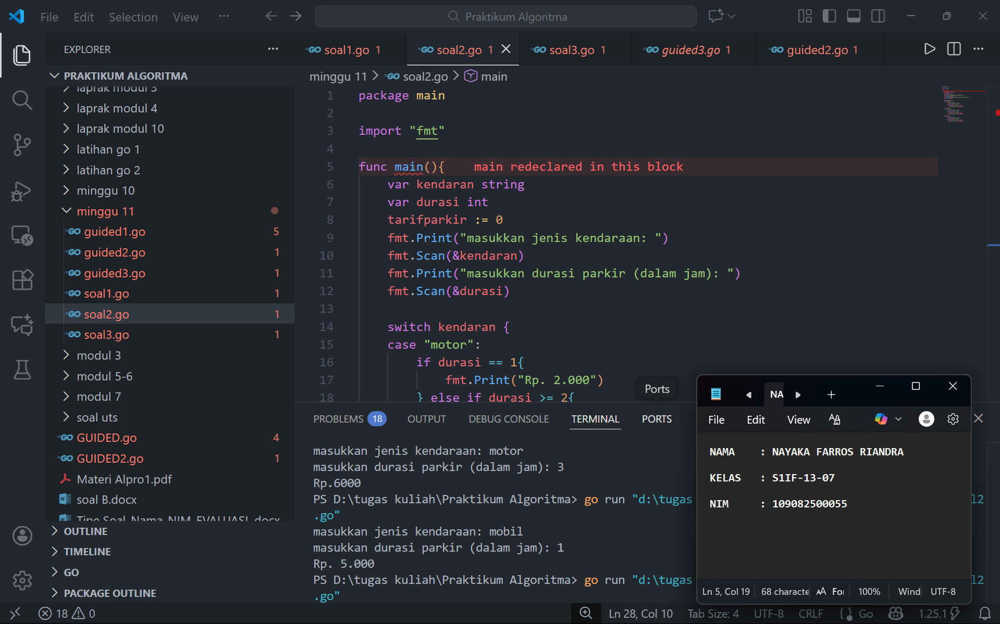 File Edit Selection View ··· Praktikum Algoritma
EXPLORER
PRAKTIKUM ALGORITMA
laprak modul 3
laprak modul 4
laprak modul 10
latihan go 1
latihan go 2
minggu 10
minggu 11
guided1.go 5
guided2.go 1
guided3.go 1
soal1.go 1
soal2.go 1
soal3.go 1
modul 3
modul 5-6
modul 7
soal uts
GUIDED.go 4
GUIDED2.go 1
Materi Alpro1.pdf
soal B.docx
Tipe Soal_Nama_NIM_EVALUASI_docx
OUTLINE
TIMELINE
GO
PACKAGE OUTLINE
soal1.go 1 soal2.go 1 soal3.go 1 guided3.go 1 guided2.go 1
minggu 11 > soal2.go > main
1 package main
2
3 import "fmt"
4
5 func main(){ main redeclared in this block
6 var kendaran string
7 var durasi int
8 tarifparkir := 0
9 fmt.Print("masukkan jenis kendaraan: ")
10 fmt.Scan(&kendaran)
11 fmt.Print("masukkan durasi parkir (dalam jam): ")
12 fmt.Scan(&durasi)
13
14 switch kendaran {
15 case "motor":
16 if durasi == 1{
17 fmt.Print("Rp. 2.000")
18 } else if durasi >= 2{
Ports
PROBLEMS 18 OUTPUT DEBUG CONSOLE TERMINAL PORTS
masukkan jenis kendaraan: motor
masukkan durasi parkir (dalam jam): 3
Rp.6000
PS D:\tugas kuliah\Praktikum Algoritma> go run "d:\tugas l2
.go"
masukkan jenis kendaraan: mobil
masukkan durasi parkir (dalam jam): 1
Rp. 5.000
PS D:\tugas kuliah\Praktikum Algoritma> go run "d:\tugas l2
.go"
NA
File Edit View
NAMA : NAYAKA FARROS RIANDRA
KELAS : S1IF-13-07
NIM : 109082500055
Ln 5, Col 19 68 characte For 100% Wind UTF-8
18 0 Ln 28, Col 10 Tab Size: 4 UTF-8 CRLF Go 1.25.1